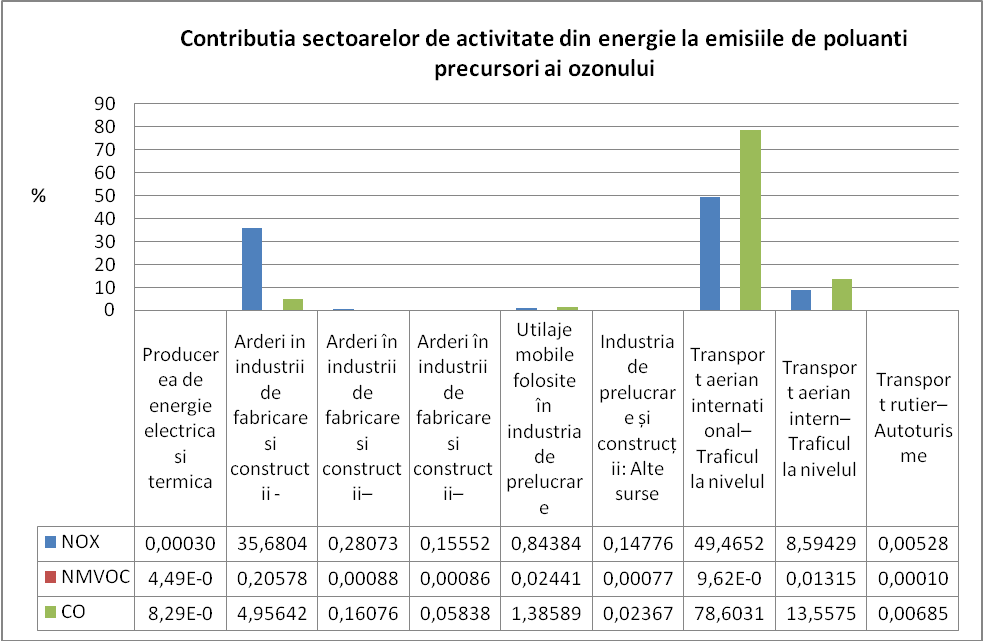 Contributia sectoarelor de activitate din energie la emisiile de poluanti
precursori ai ozonului
90
80
70
60
50
40
30
20
10
0
%
Producer
ea de
energie
electrica
si
termica
Arderi in
industrii
de
fabricare
si
construct
ii -
Arderi în
industrii
de
fabricare
si
construct
ii–
Arderi în
industrii
de
fabricare
si
construct
ii–
Utilaje
mobile
folosite
în
industria
de
prelucrar
e
Industria
de
prelucrar
e și
construcț
ii: Alte
surse
Transpor
t aerian
internati
onal–
Traficul
la nivelul
Transpor
t aerian
intern–
Traficul
la nivelul
Transpor
t rutier–
Autoturis
me
NOX 0,00030 35,6804 0,28073 0,15552 0,84384 0,14776 49,4652 8,59429 0,00528
NMVOC 4,49E-0 0,20578 0,00088 0,00086 0,02441 0,00077 9,62E-0 0,01315 0,00010
CO 8,29E-0 4,95642 0,16076 0,05838 1,38589 0,02367 78,6031 13,5575 0,00685